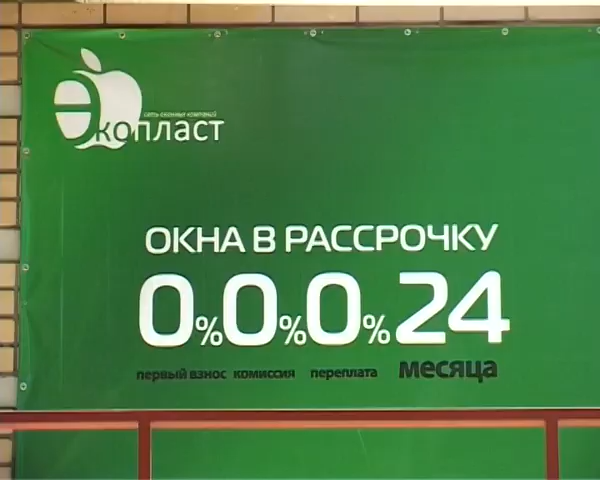 сеть оконных компаний
Экопласт
ОКНА В РАССРОЧКУ
0% 0% 0% 24
первый взнос комиссия переплата месяца